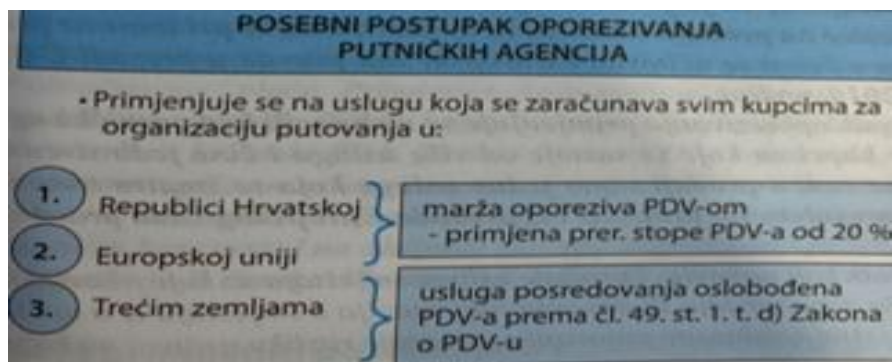 POSEBNI POSTUPAK OPOREZIVANJA
PUTNIČKIH AGENCIJA
• Primjenjuje se na uslugu koja se zaračunava svim kupcima za
organizaciju putovanja u:
1. Republici Hrvatskoj
2. Europskoj uniji
marža oporeziva PDV-om
- primjena prer. stope PDV-a od 20 %
3. Trećim zemljama
usluga posredovanja oslobođena
PDV-a prema čl. 49. st. 1. t. d) Zakona
o PDV-u